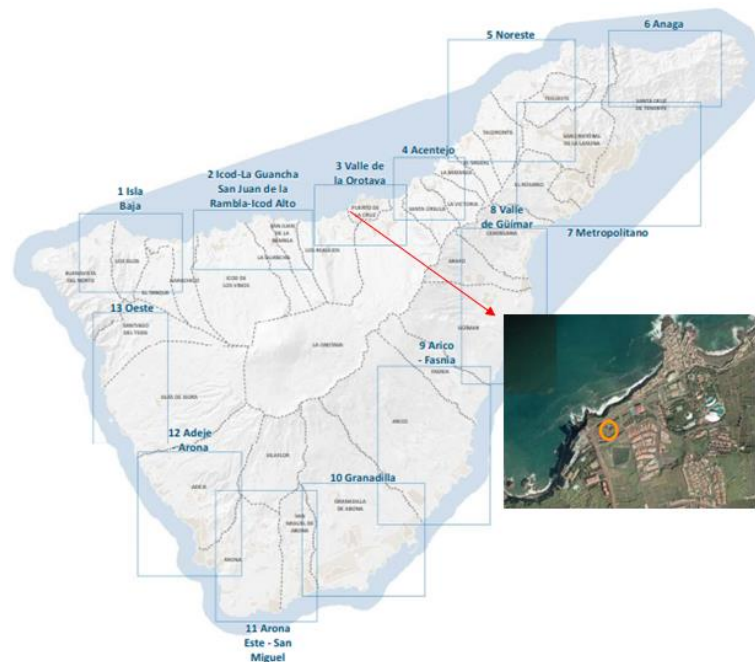 6 Anaga
5 Noreste
TEGUESTE
SANTA CRUZ
DE TENERIFE
TACORONTE
SAN CRISTÓBAL
DE LA LAGUNA
3 Valle de
la Orotava
4 Acentejo
EL SAUZAL
LA MATANZA
EL ROSARIO
2 Icod-La Guancha
San Juan de la
Rambla-Icod Alto
1 Isla
Baja
PUERTO DE
LA CRUZ
SANTA ÚRSULA
LA VICTORIA
8 Valle
de Güímar
CANDELARIA
7 Metropolitano
SAN JUAN
DE LA
RAMBLA
LOS REALEJOS
LA GUANCHA
LOS SILOS
BUENAVISTA
DEL NORTE
EL TANQUE
GARACHICO
ICOD DE
LOS VINOS
ARAFO
13 Oeste
SANTIAGO
DEL TEIDE
GÜÍMAR
LA OROTAVA
9 Arico
- Fasnia
FASNIA
GUÍA DE ISORA
ARICO
12 Adeje
- Arona
VILAFLOR
10 Granadilla
ADEJE
GRANADILLA
DE ABONA
SAN
MIGUEL DE
ABONA
ARONA
11 Arona
Este - San
Miguel